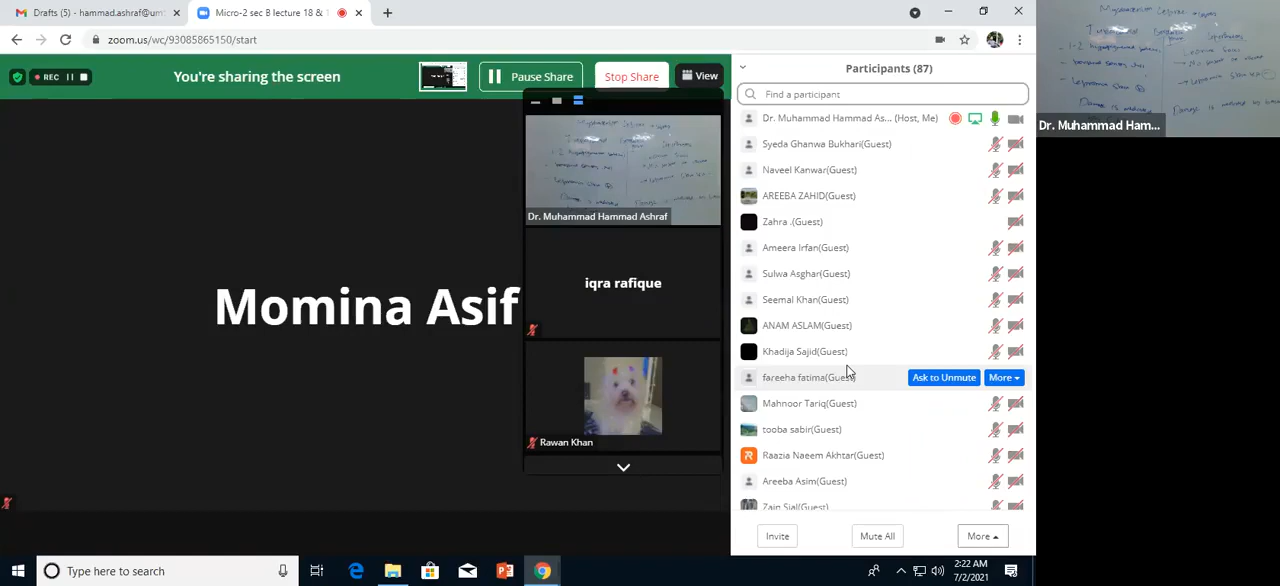 Drafts (5) - hammad.ashraf@um
Micro-2 sec B lecture 18 &
zoom.us/wc/93085865150/start
REC
You're sharing the screen
Pause Share
Stop Share
View
Dr. Muhammad Hammad Ashraf
iqra rafique
Rawan Khan
Momina Asif
Participants (87)
Find a participant
Dr. Muhammad Hammad As... (Host, Me)
Syeda Ghanwa Bukhari(Guest)
Naveel Kanwar(Guest)
AREEBA ZAHID(Guest)
Zahra .(Guest)
Ameera Irfan(Guest)
Sulwa Asghar(Guest)
Seemal Khan(Guest)
ANAM ASLAM(Guest)
Khadija Sajid(Guest)
fareeha fatima(Guest)
Ask to Unmute
More
Mahnoor Tariq(Guest)
tooba sabir(Guest)
Raazia Naeem Akhtar(Guest)
Areeba Asim(Guest)
Zain Sial(Guest)
Invite
Mute All
More
Dr. Muhammad Ham...
Type here to search
2:22 AM
7/2/2021